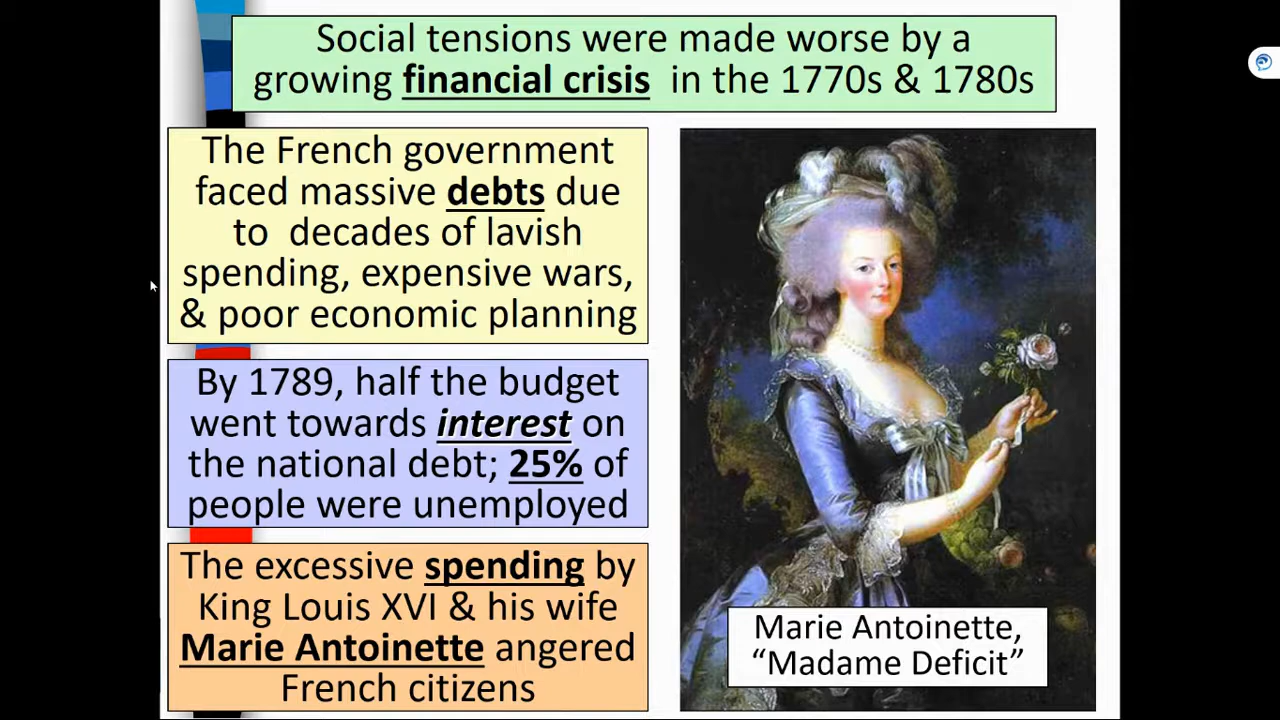 Social tensions were made worse by a
growing financial crisis in the 1770s & 1780s
The French government
faced massive debts due
to decades of lavish
spending, expensive wars,
& poor economic planning
By 1789, half the budget
went towards interest on
the national debt; 25% of
people were unemployed
The excessive spending by
King Louis XVI & his wife
Marie Antoinette angered
French citizens
Marie Antoinette,
“Madame Deficit”